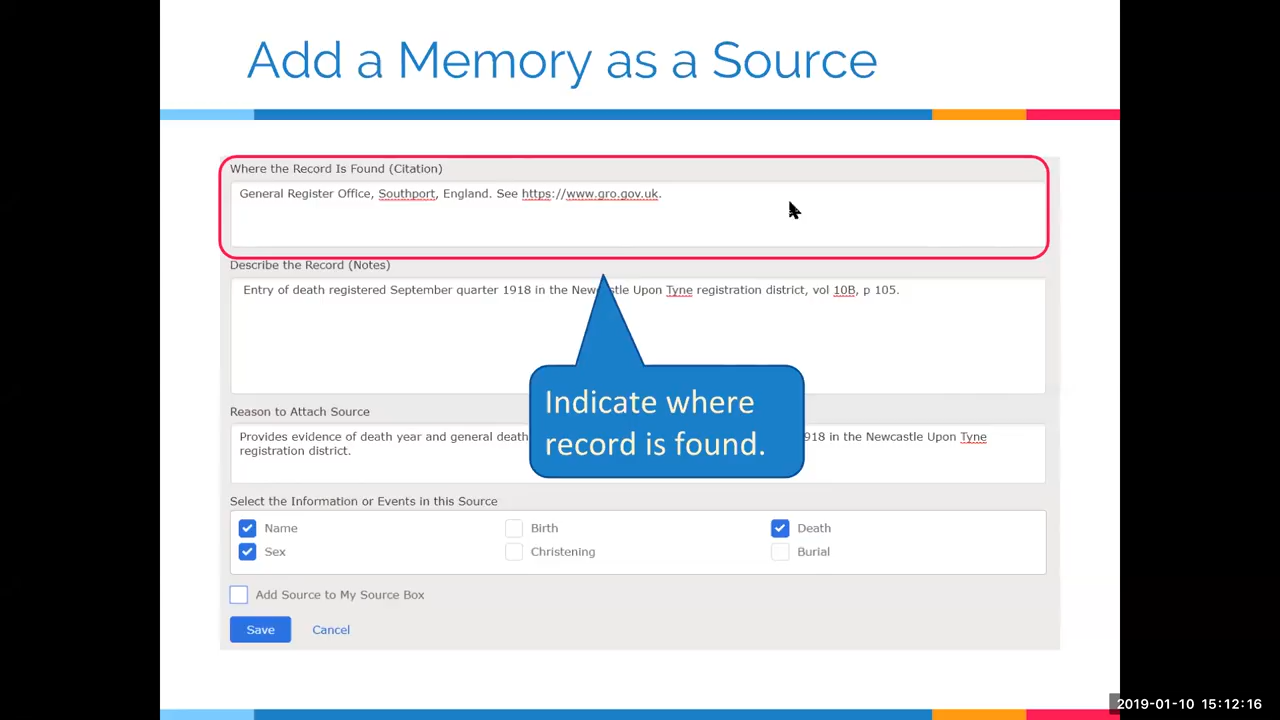 Add a Memory as a Source
Where the Record Is Found (Citation)
General Register Office, Southport, England. See https://www.gro.gov.uk.
Describe the Record (Notes)
Entry of death registered September quarter 1918 in the Newcastle Upon Tyne registration district, vol 10B, p 105.
Indicate where
record is found.
Reason to Attach Source
Provides evidence of death year and general death 918 in the Newcastle Upon Tyne
registration district.
Select the Information or Events in this Source
Name Birth Death
Sex Christening Burial
Add Source to My Source Box
Save Cancel
2019-01-10 15:12:16